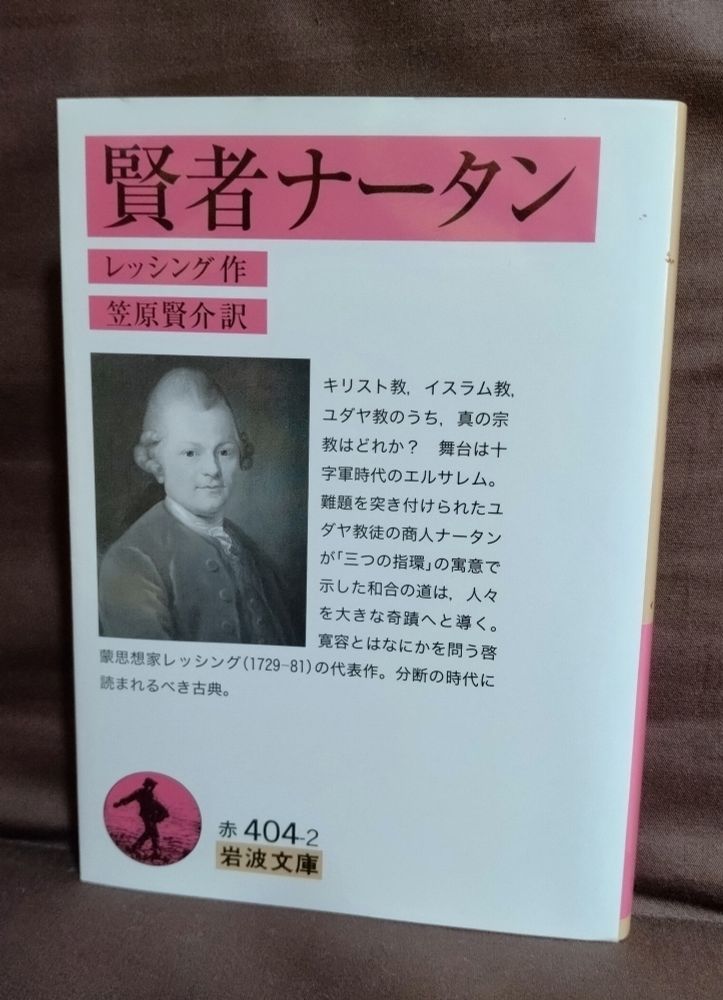 賢者ナータン
レッシング作
笠原賢介訳
キリスト教，イスラム教，
ユダヤ教のうち，真の宗
教はどれか？　舞台は十
字軍時代のエルサレム。
難題を突き付けられたユ
ダヤ教徒の商人ナータン
が「三つの指環」の寓意で
示した和合の道は，人々
を大きな奇蹟へと導く。
寛容とはなにかを問う啓
蒙思想家レッシング（1729-81）の代表作。分断の時代に
読まれるべき古典。
赤 404-2
岩波文庫